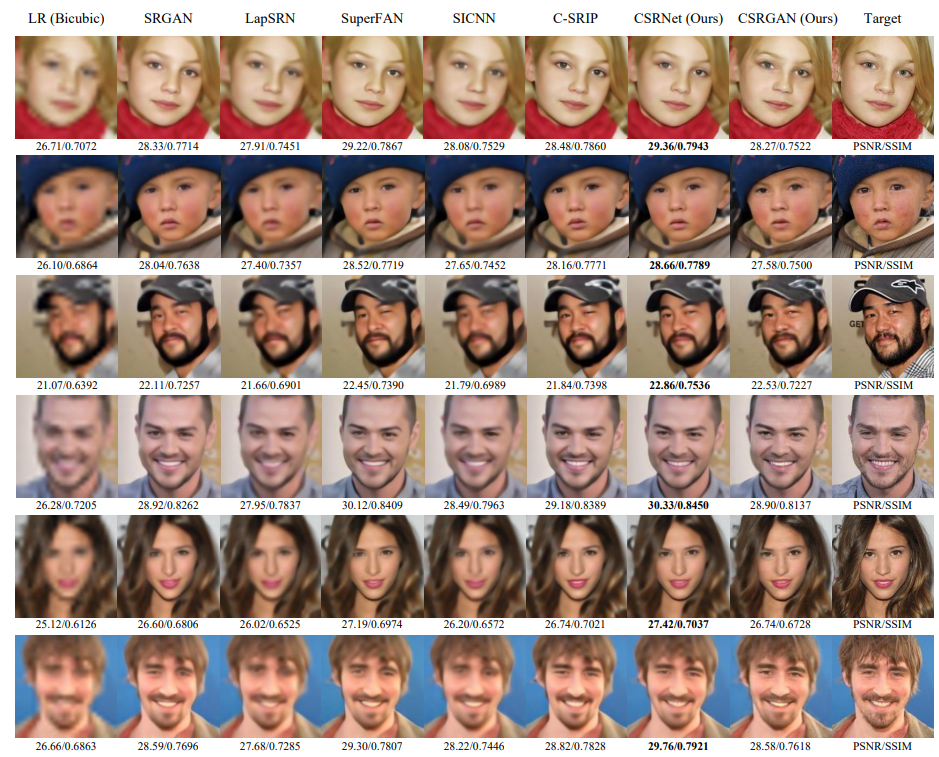 LR (Bicubic) SRGAN LapSRN SuperFAN SICNN C-SRIP CSRNet (Ours) CSRGAN (Ours) Target
26.71/0.7072 28.33/0.7714 27.91/0.7451 29.22/0.7867 28.08/0.7529 28.48/0.7860 29.36/0.7943 28.27/0.7522 PSNR/SSIM
26.10/0.6864 28.04/0.7638 27.40/0.7357 28.52/0.7719 27.65/0.7452 28.16/0.7771 28.66/0.7789 27.58/0.7500 PSNR/SSIM
GET
21.07/0.6392 22.11/0.7257 21.66/0.6901 22.45/0.7390 21.79/0.6989 21.84/0.7398 22.86/0.7536 22.53/0.7227 PSNR/SSIM
26.28/0.7205 28.92/0.8262 27.95/0.7837 30.12/0.8409 28.49/0.7963 29.18/0.8389 30.33/0.8450 28.90/0.8137 PSNR/SSIM
25.12/0.6126 26.60/0.6806 26.02/0.6525 27.19/0.6974 26.20/0.6572 26.74/0.7021 27.42/0.7037 26.74/0.6728 PSNR/SSIM
26.66/0.6863 28.59/0.7696 27.68/0.7285 29.30/0.7807 28.22/0.7446 28.82/0.7828 29.76/0.7921 28.58/0.7618 PSNR/SSIM